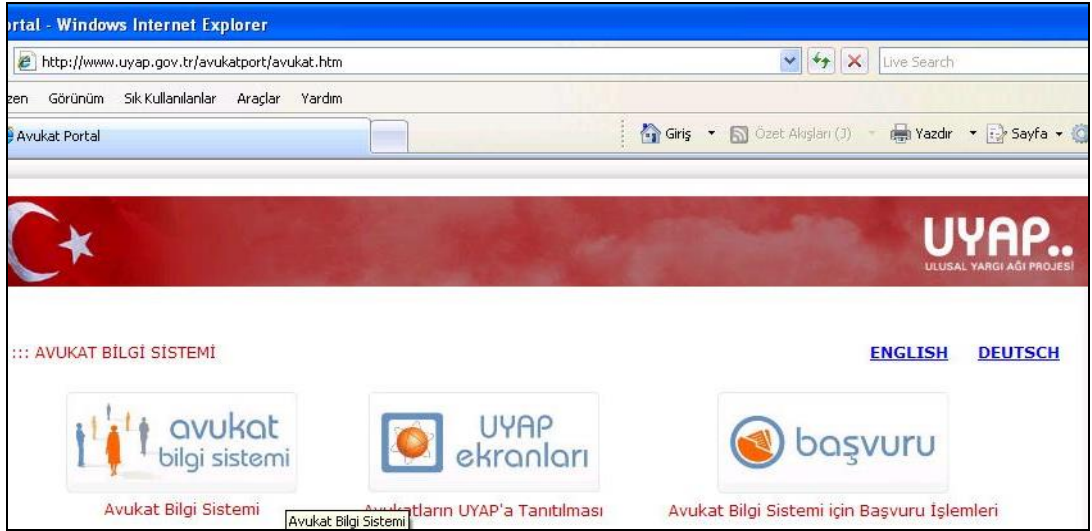 ortal - Windows Internet Explorer
http://www.uyap.gov.tr/avukatport/avukat.htm Live Search
zen Görünüm Sık Kullanılanlar Araçlar Yardım
Avukat Portal Giriş Özet Akışları (J) Yazdır Sayfa
UYAP..
ULUSAL YARGI AĞI PROJESİ
::: AVUKAT BİLGİ SİSTEMİ ENGLISH DEUTSCH
avukat
bilgi sistemi
UYAP
ekranları
başvuru
Avukat Bilgi Sistemi Avukatların UYAP'a Tanıtılması Avukat Bilgi Sistemi için Başvuru İşlemleri
Avukat Bilgi Sistemi